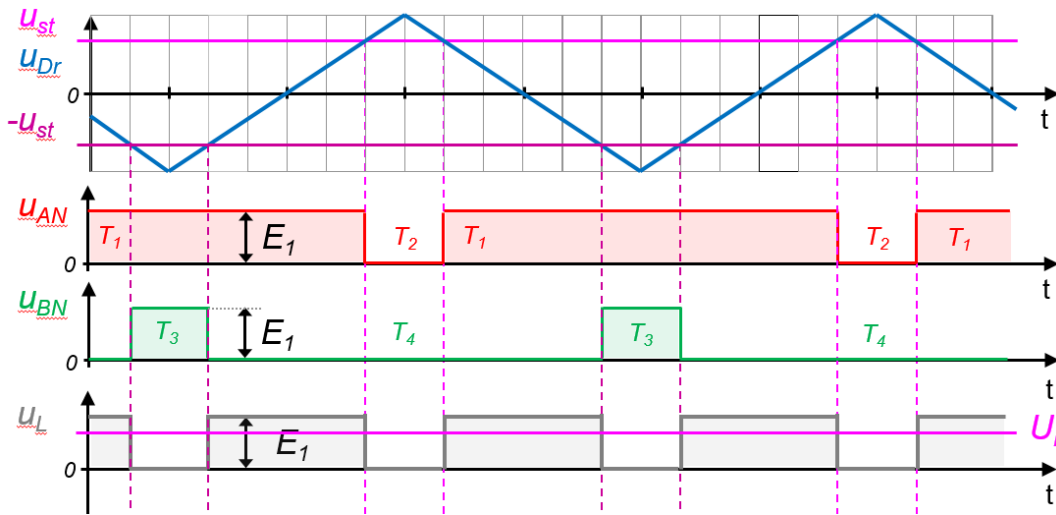 u_st
u_Dr
0
t
-u_st
u_AN
T_1
E_1
T_2
T_1
T_2
T_1
0
t
u_BN
T_3
E_1
T_4
T_3
T_4
0
t
u_L
E_1
0
t